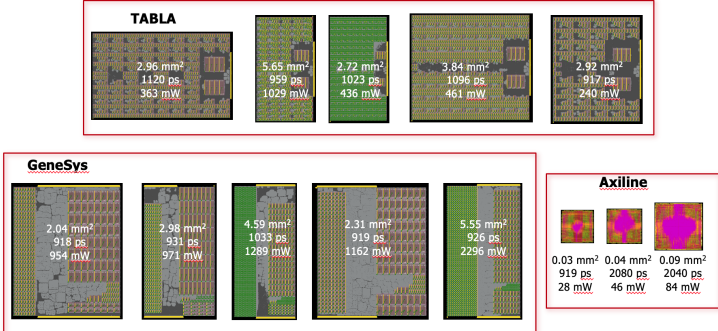 TABLA
2.96 mm²
1120 ps
363 mW
5.65 mm²
959 ps
1029 mW
2.72 mm²
1023 ps
436 mW
3.84 mm²
1096 ps
461 mW
2.92 mm²
917 ps
240 mW
GeneSys
2.04 mm²
918 ps
954 mW
2.98 mm²
931 ps
971 mW
4.59 mm²
1033 ps
1289 mW
2.31 mm²
919 ps
1162 mW
5.55 mm²
926 ps
2296 mW
Axiline
0.03 mm²
919 ps
28 mW
0.04 mm²
2080 ps
46 mW
0.09 mm²
2040 ps
84 mW